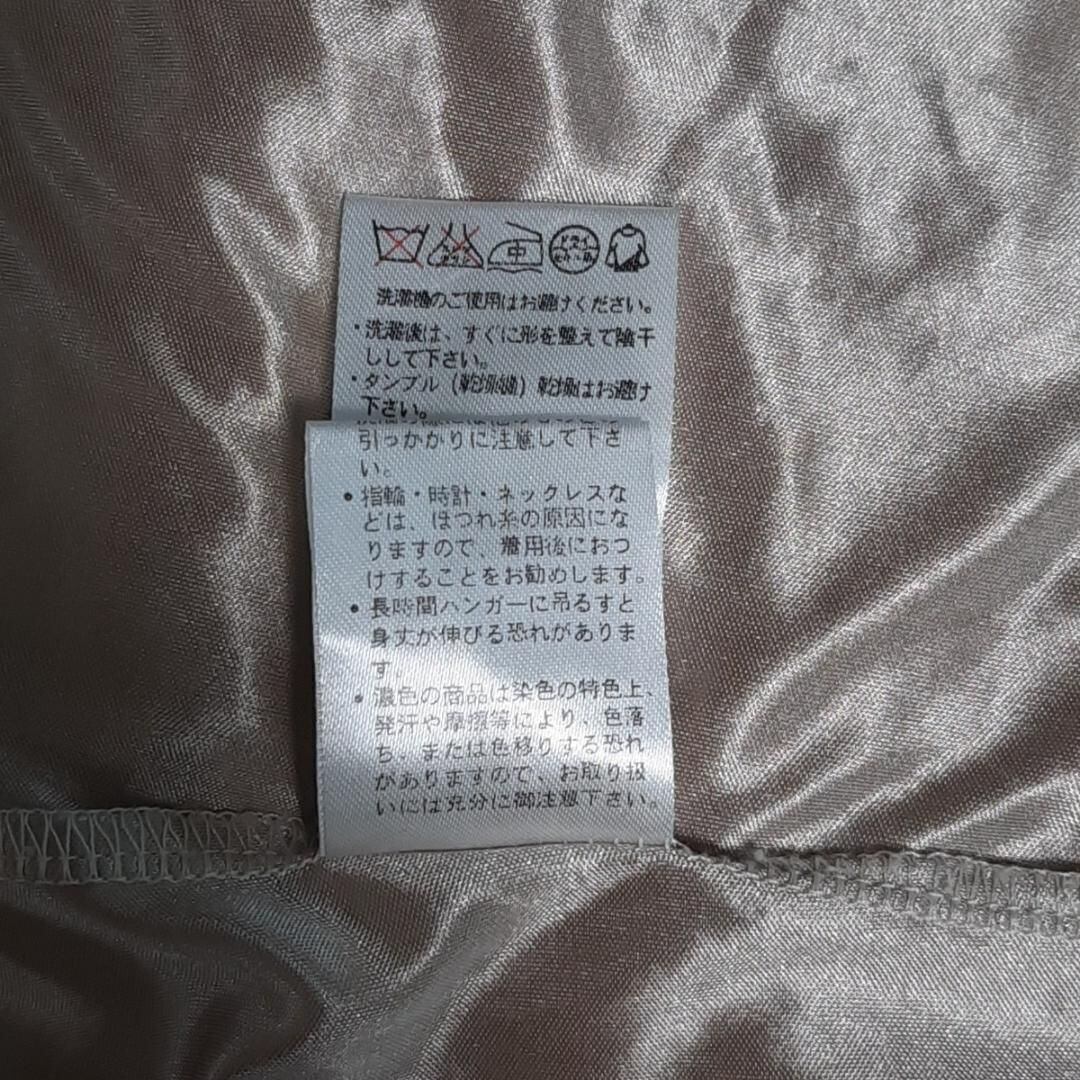 中
ドライ
洗濯機のご使用はお避けください。
・洗濯後は、すぐに形を整えて陰干
しして下さい。
・タンブル（乾燥機）乾燥はお避け
下さい。
引っかかりに注意して下さ
い。
● 指輪・時計・ネックレスな
どは、ほつれ糸の原因にな
りますので、着用後におつ
けすることをお勧めします。
● 長時間ハンガーに吊るすと
身丈が伸びる恐れがありま
す。
● 濃色の商品は染色の特色上、
発汗や摩擦等により、色落
ち、または色移りする恐れ
がありますので、お取り扱
いには充分に御注意下さい。